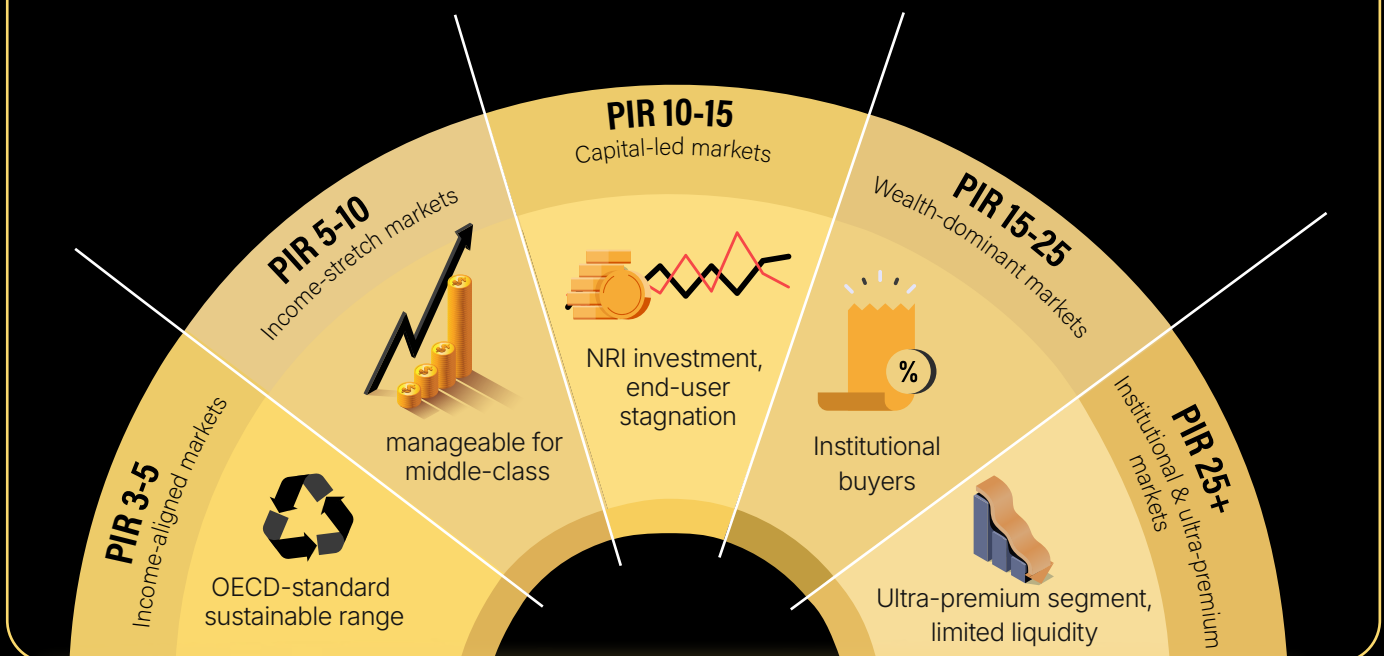 PIR 3-5
Income-aligned markets
OECD-standard
sustainable range
PIR 5-10
Income-stretch markets
manageable for
middle-class
PIR 10-15
Capital-led markets
NRI investment,
end-user
stagnation
PIR 15-25
Wealth-dominant markets
%
Institutional
buyers
PIR 25+
Institutional & ultra-premium
markets
Ultra-premium segment,
limited liquidity